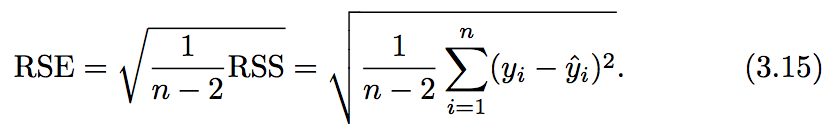 RSE = √(1/(n − 2) RSS) = √(1/(n − 2) ∑_{i=1}^{n} (y_i − ŷ_i)²). (3.15)